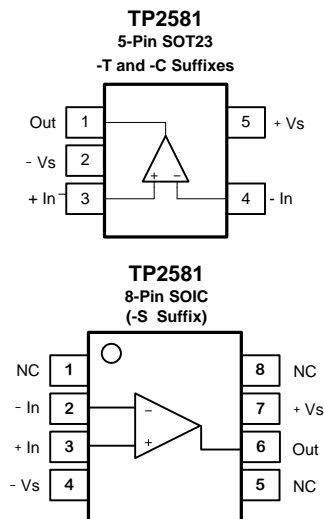 TP2581
5-Pin SOT23
-T and -C Suffixes
Out 1 5 + Vs
- Vs 2
+ In 3 + - 4 - In
TP2581
8-Pin SOIC
(-S Suffix)
NC 1 8 NC
- In 2 - 7 + Vs
+ In 3 + 6 Out
- Vs 4 5 NC